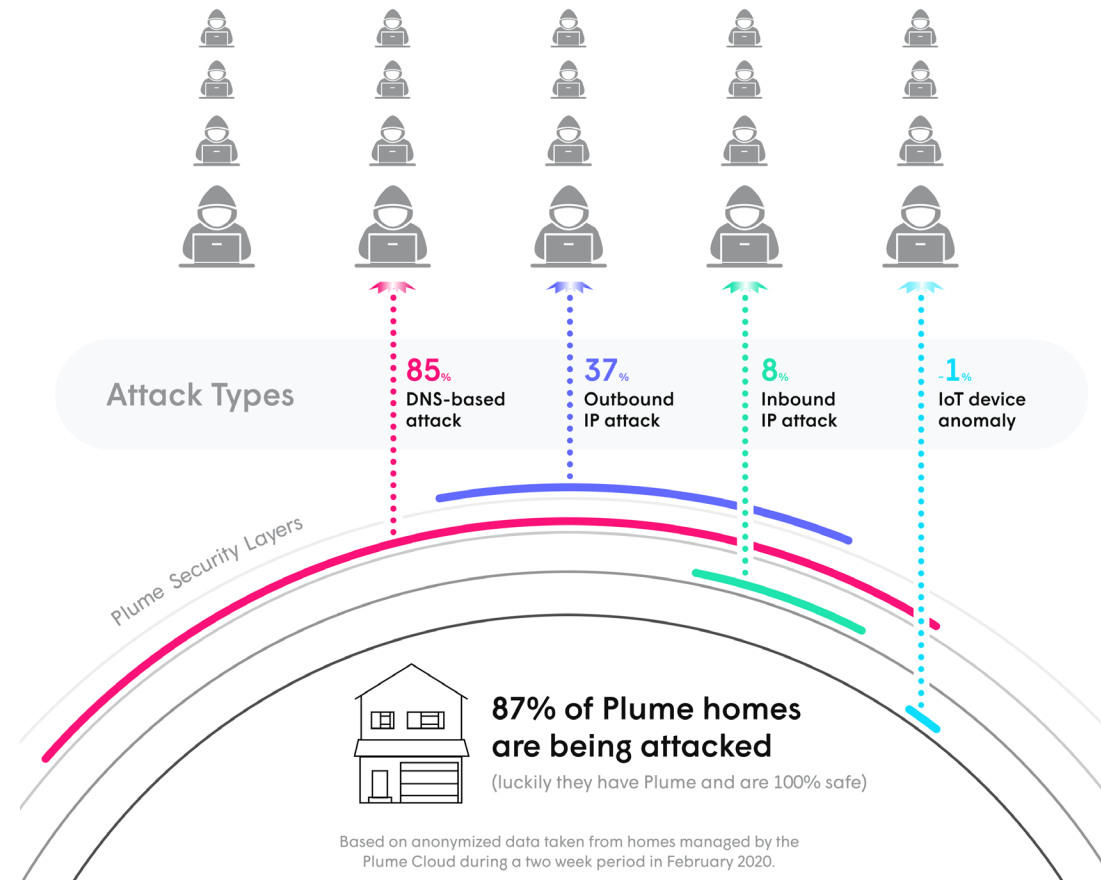 85%
DNS-based
attack
37%
Outbound
IP attack
8%
Inbound
IP attack
-1%
IoT device
anomaly
Attack Types
Plume Security Layers
87% of Plume homes
are being attacked
(luckily they have Plume and are 100% safe)
Based on anonymized data taken from homes managed by the
Plume Cloud during a two week period in February 2020.